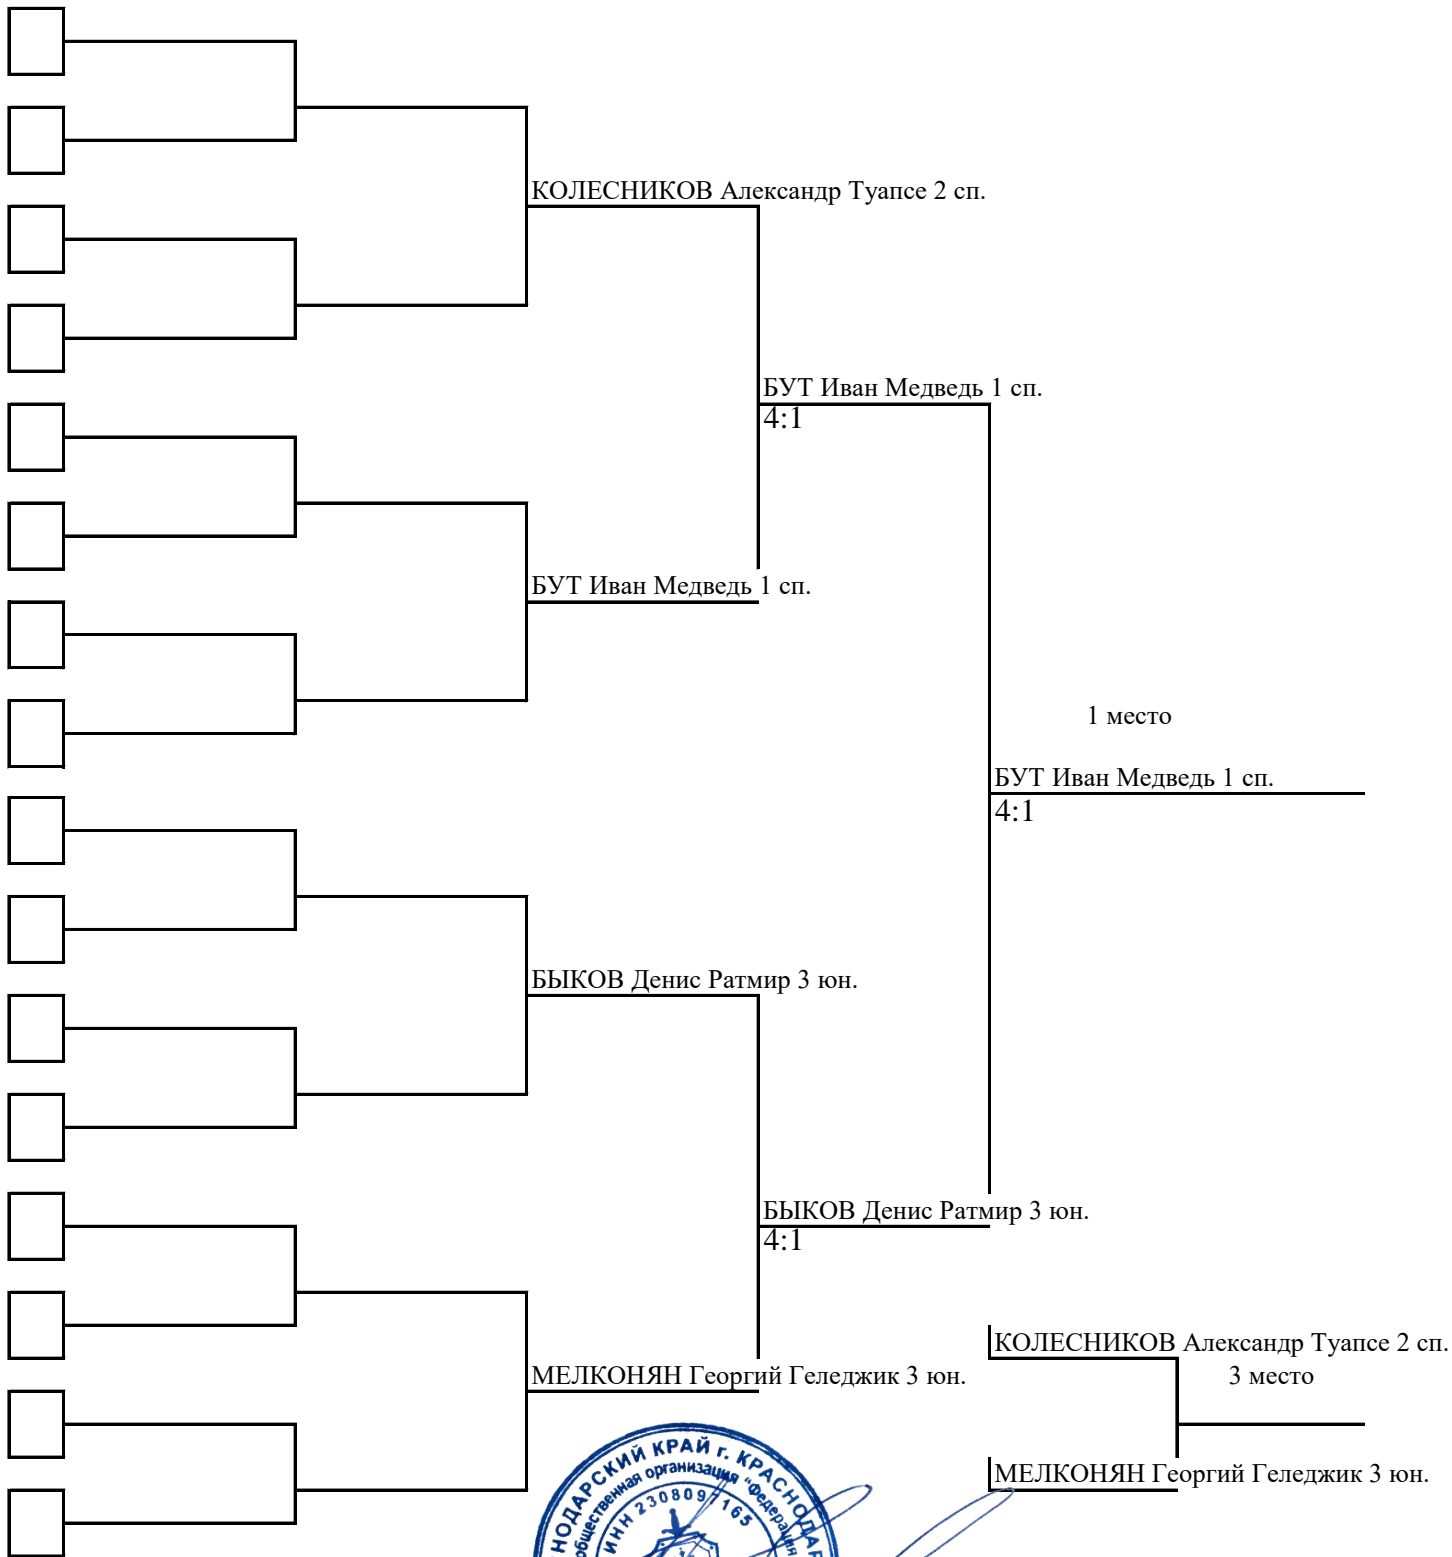 КОЛЕСНИКОВ Александр Туапсе 2 сп.
БУТ Иван Медведь 1 сп.
4:1
БУТ Иван Медведь 1 сп.
1 место
БУТ Иван Медведь 1 сп.
4:1
БЫКОВ Денис Ратмир 3 юн.
БЫКОВ Денис Ратмир 3 юн.
4:1
КОЛЕСНИКОВ Александр Туапсе 2 сп.
МЕЛКОНЯН Георгий Геледжик 3 юн.
3 место
МЕЛКОНЯН Георгий Геледжик 3 юн.
КРАЙ г.
общественная организация "Федерация
ИНН 2308097165